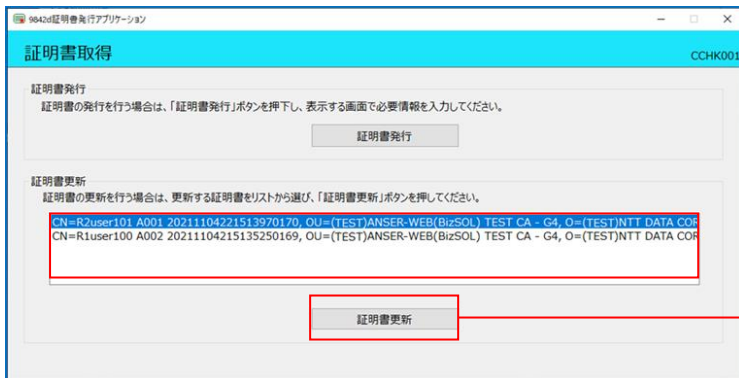 9842d証明書発行アプリケーション
証明書取得
CCHK001
証明書発行
証明書の発行を行う場合は、「証明書発行」ボタンを押下し、表示する画面で必要情報を入力してください。
証明書発行
証明書更新
証明書の更新を行う場合は、更新する証明書をリストから選び、「証明書更新」ボタンを押してください。
CN=R2user101 A001 20211104221513970170, OU=(TEST)ANSER-WEB(BizSOL) TEST CA - G4, O=(TEST)NTT DATA COR
CN=R1user100 A002 20211104215135250169, OU=(TEST)ANSER-WEB(BizSOL) TEST CA - G4, O=(TEST)NTT DATA COR
証明書更新